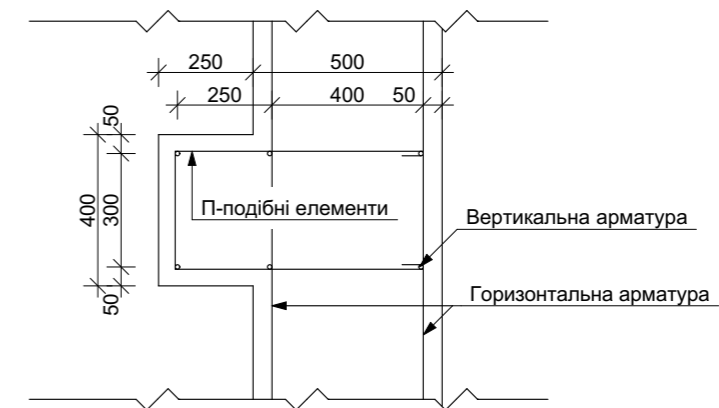 250 500
250 400 50
50
400 300
50
П-подібні елементи
Вертикальна арматура
Горизонтальна арматура